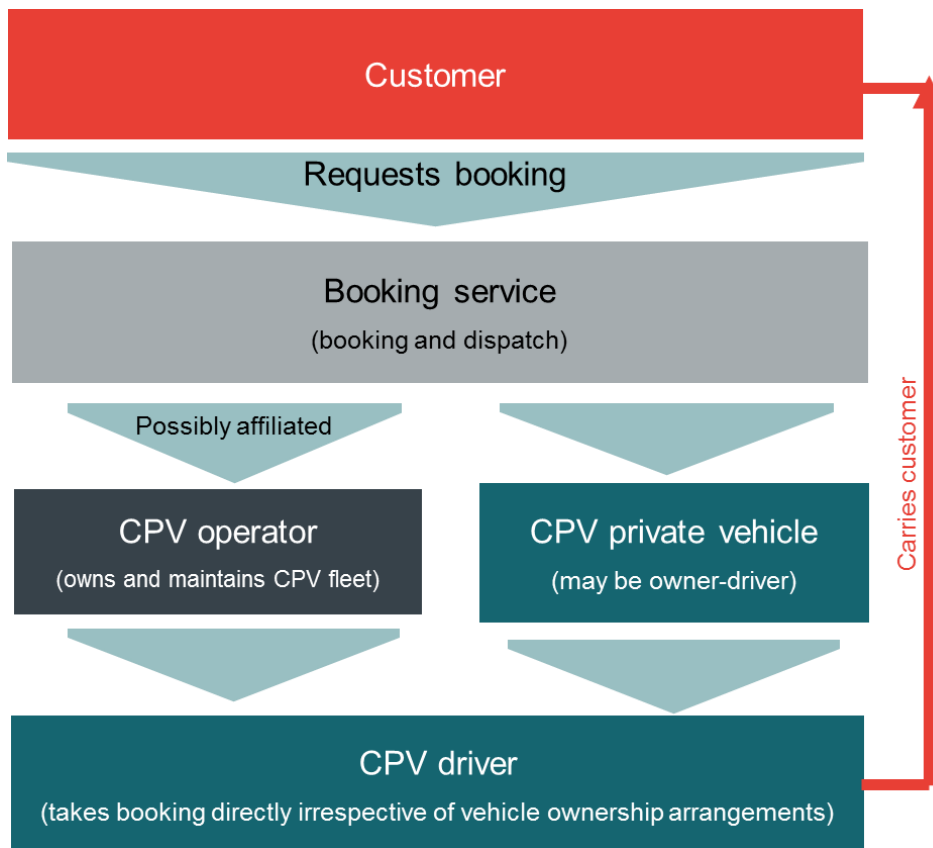 Customer
Requests booking
Booking service
(booking and dispatch)
Possibly affiliated
CPV operator
(owns and maintains CPV fleet)
CPV private vehicle
(may be owner-driver)
Carries customer
CPV driver
(takes booking directly irrespective of vehicle ownership arrangements)